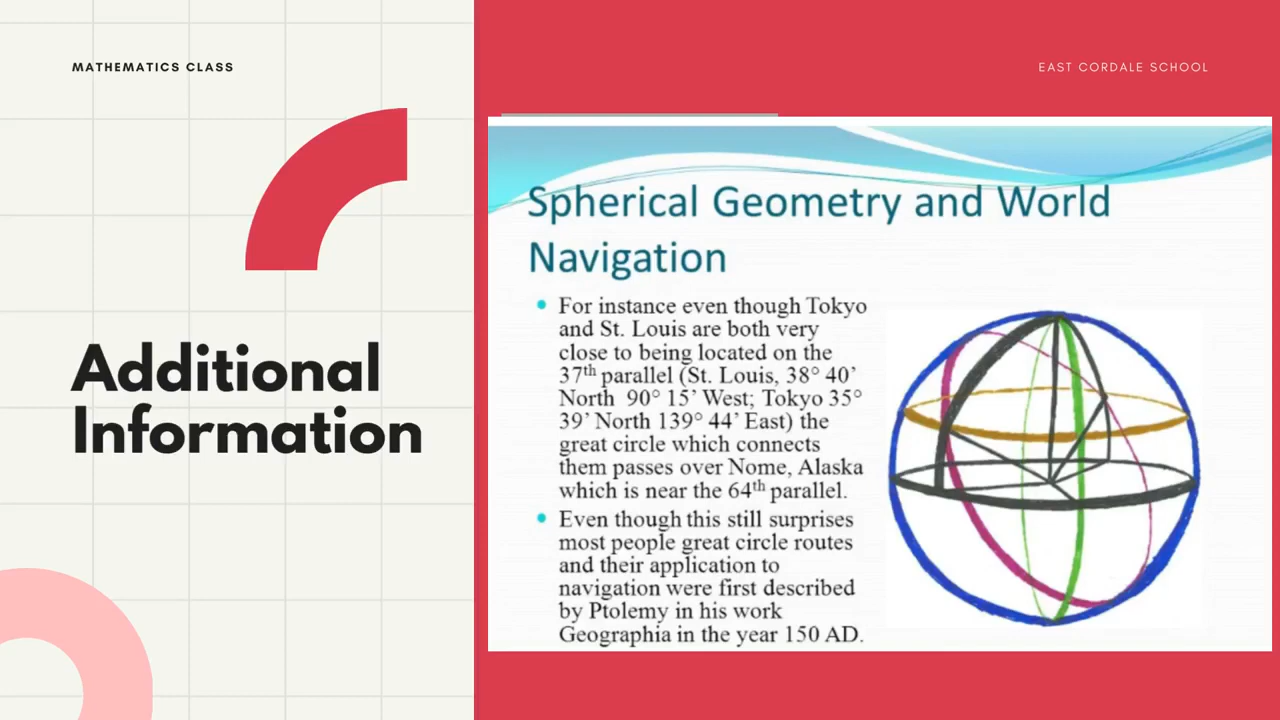 MATHEMATICS CLASS
EAST CORDALE SCHOOL
Additional
Information
Spherical Geometry and World
Navigation
• For instance even though Tokyo
and St. Louis are both very
close to being located on the
37th parallel (St. Louis, 38° 40’
North 90° 15’ West; Tokyo 35°
39’ North 139° 44’ East) the
great circle which connects
them passes over Nome, Alaska
which is near the 64th parallel.
• Even though this still surprises
most people great circle routes
and their application to
navigation were first described
by Ptolemy in his work
Geographia in the year 150 AD.